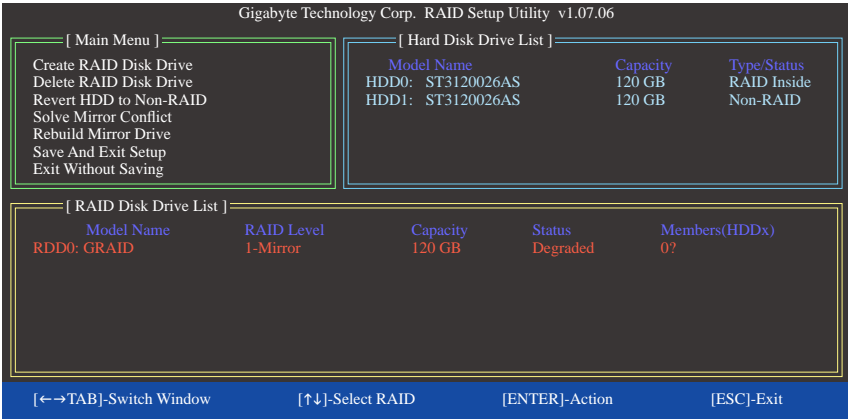 Gigabyte Technology Corp. RAID Setup Utility v1.07.06
[ Main Menu ]
Create RAID Disk Drive
Delete RAID Disk Drive
Revert HDD to Non-RAID
Solve Mirror Conflict
Rebuild Mirror Drive
Save And Exit Setup
Exit Without Saving
[ Hard Disk Drive List ]
Model Name Capacity Type/Status
HDD0: ST3120026AS 120 GB RAID Inside
HDD1: ST3120026AS 120 GB Non-RAID
[ RAID Disk Drive List ]
Model Name RAID Level Capacity Status Members(HDDx)
RDD0: GRAID 1-Mirror 120 GB Degraded 0?
[←→TAB]-Switch Window [↑↓]-Select RAID [ENTER]-Action [ESC]-Exit